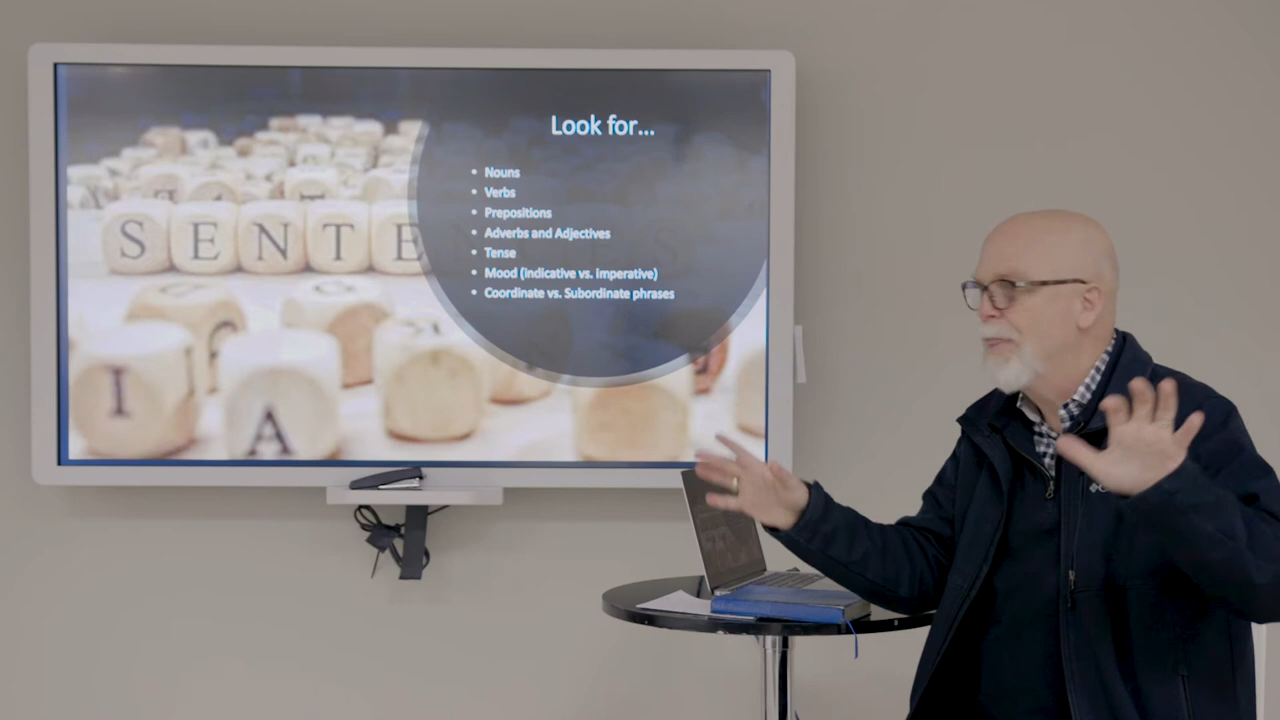 Look for...
• Nouns
• Verbs
• Prepositions
• Adverbs and Adjectives
• Tense
• Mood (indicative vs. imperative)
• Coordinate vs. Subordinate phrases
SENTE
I
A